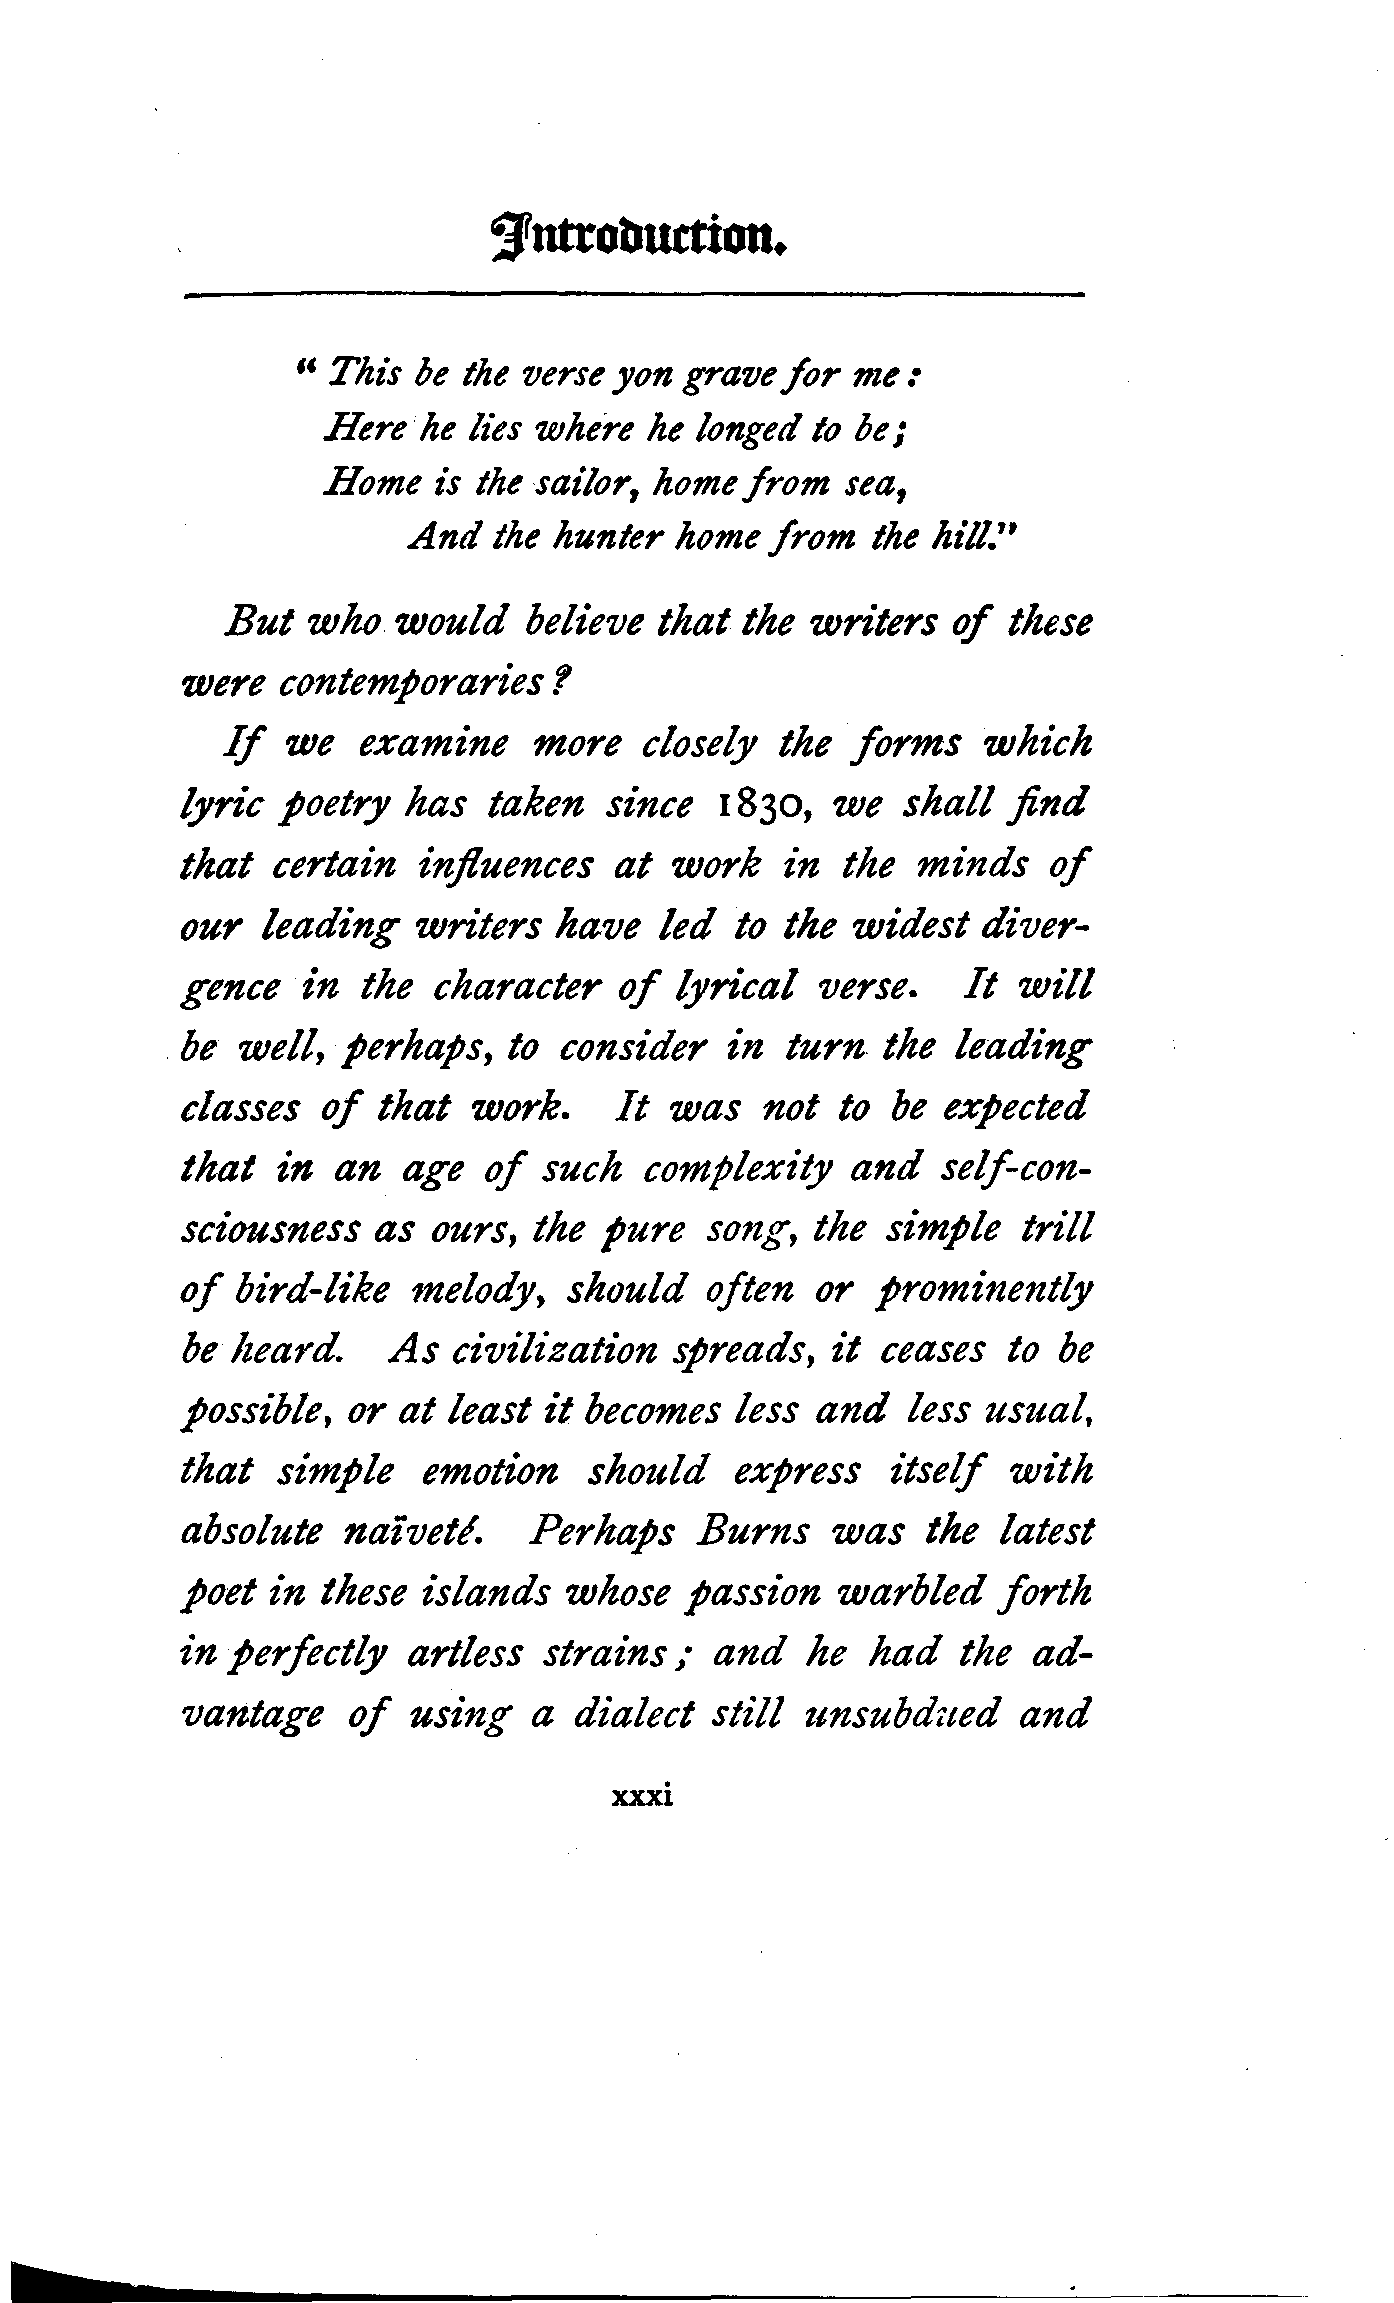 Introduction.
“ This be the verse yon grave for me :
Here he lies where he longed to be ;
Home is the sailor, home from sea,
And the hunter home from the hill.”
But who would believe that the writers of these
were contemporaries ?
If we examine more closely the forms which
lyric poetry has taken since 1830, we shall find
that certain influences at work in the minds of
our leading writers have led to the widest diver-
gence in the character of lyrical verse. It will
be well, perhaps, to consider in turn the leading
classes of that work. It was not to be expected
that in an age of such complexity and self-con-
sciousness as ours, the pure song, the simple trill
of bird-like melody, should often or prominently
be heard. As civilization spreads, it ceases to be
possible, or at least it becomes less and less usual,
that simple emotion should express itself with
absolute naïveté. Perhaps Burns was the latest
poet in these islands whose passion warbled forth
in perfectly artless strains ; and he had the ad-
vantage of using a dialect still unsubdued and
xxxi